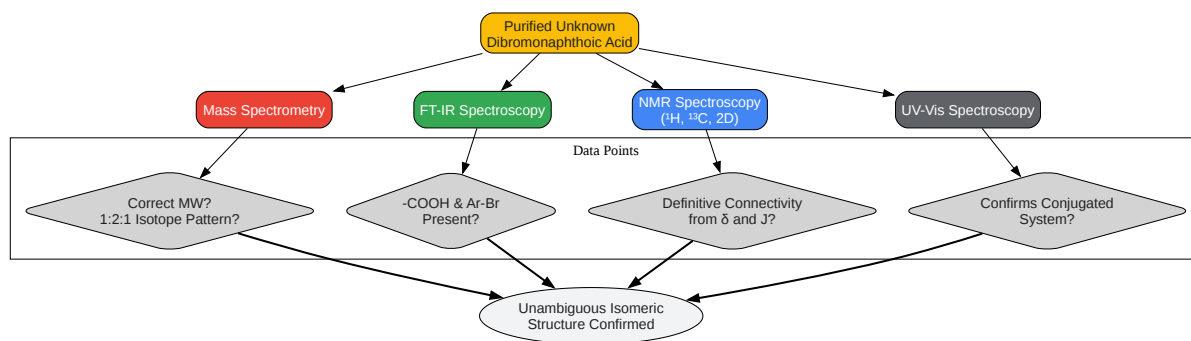 Purified Unknown
Dibromonaphthoic Acid
Mass Spectrometry
FT-IR Spectroscopy
NMR Spectroscopy
(¹H, ¹³C, 2D)
UV-Vis Spectroscopy
Data Points
Correct MW?
1:2:1 Isotope Pattern?
-COOH & Ar-Br
Present?
Definitive Connectivity
from δ and J?
Confirms Conjugated
System?
Unambiguous Isomeric
Structure Confirmed